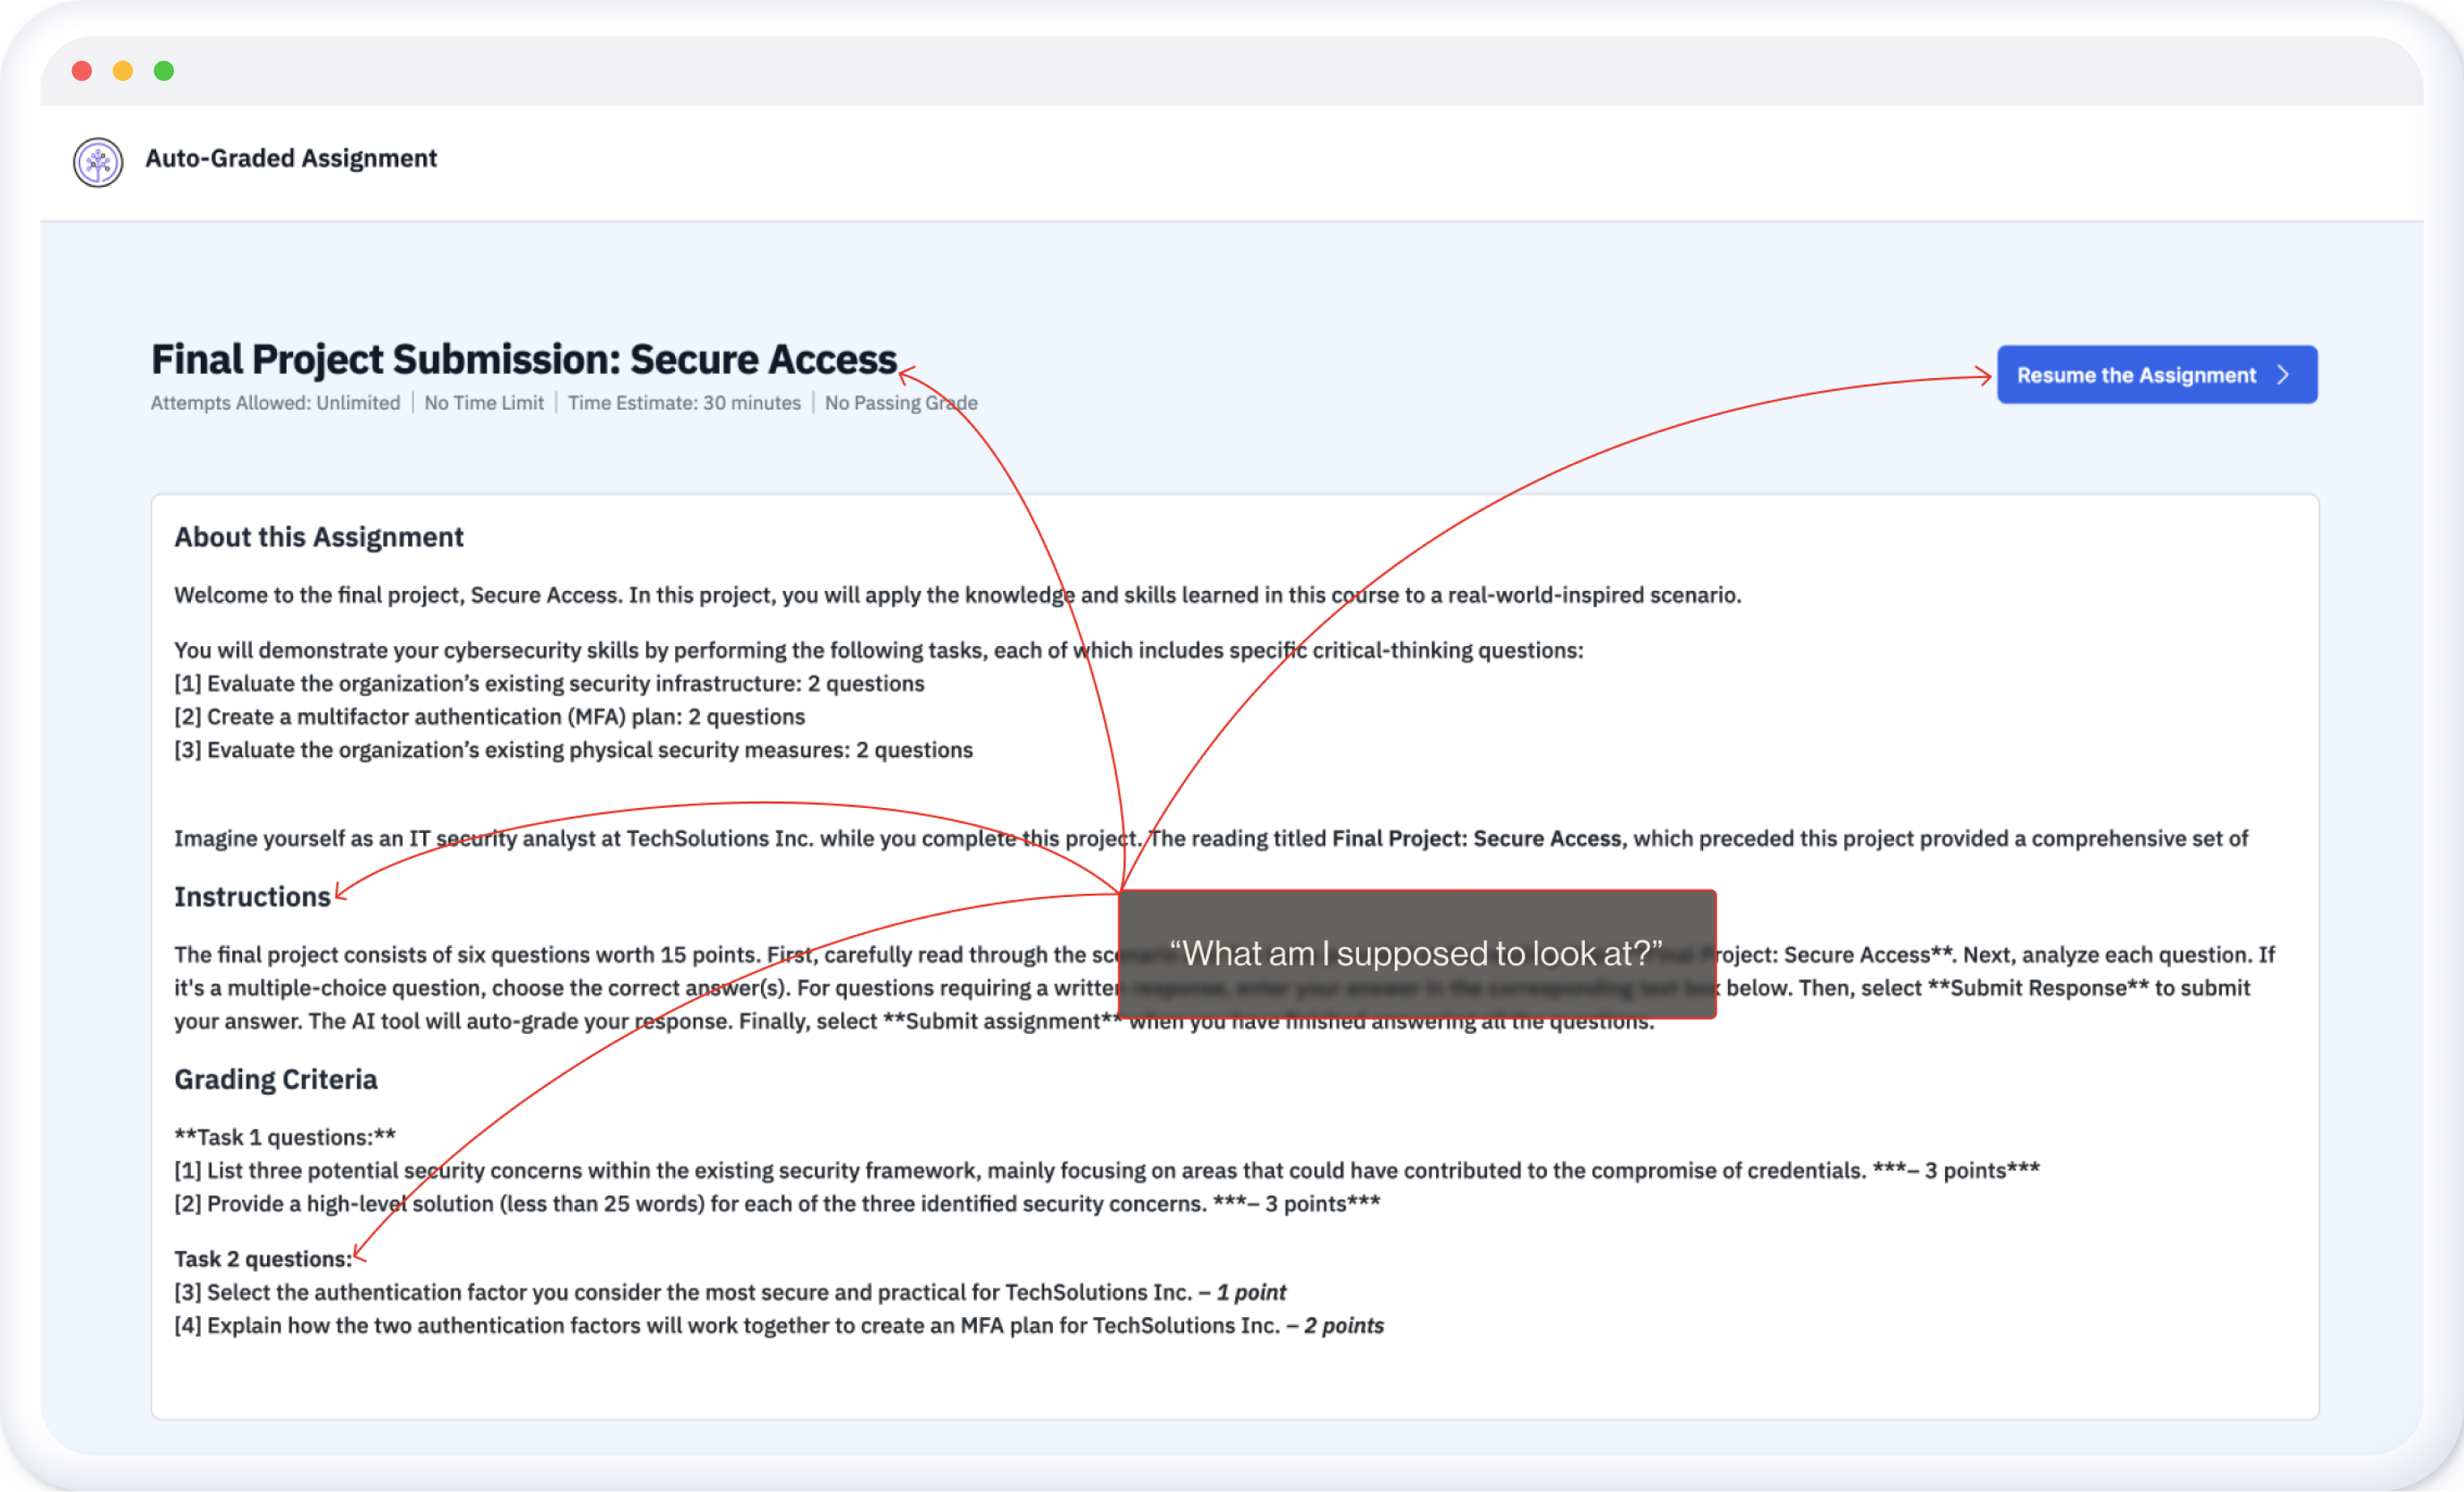 Auto-Graded Assignment
Final Project Submission: Secure Access
Attempts Allowed: Unlimited | No Time Limit | Time Estimate: 30 minutes | No Passing Grade
Resume the Assignment
About this Assignment
Welcome to the final project, Secure Access. In this project, you will apply the knowledge and skills learned in this course to a real-world-inspired scenario.
You will demonstrate your cybersecurity skills by performing the following tasks, each of which includes specific critical-thinking questions:
[1] Evaluate the organization’s existing security infrastructure: 2 questions
[2] Create a multifactor authentication (MFA) plan: 2 questions
[3] Evaluate the organization’s existing physical security measures: 2 questions
Imagine yourself as an IT security analyst at TechSolutions Inc. while you complete this project. The reading titled Final Project: Secure Access, which preceded this project provided a comprehensive set of
Instructions
The final project consists of six questions worth 15 points. First, carefully read through the Project: Secure Access**. Next, analyze each question. If
it's a multiple-choice question, choose the correct answer(s). For questions requiring a written response, enter your answer in the corresponding text box below. Then, select **Submit Response** to submit
your answer. The AI tool will auto-grade your response. Finally, select **Submit assignment** when you have finished answering all the questions.
“What am I supposed to look at?”
Grading Criteria
**Task 1 questions:**
[1] List three potential security concerns within the existing security framework, mainly focusing on areas that could have contributed to the compromise of credentials. ***– 3 points***
[2] Provide a high-level solution (less than 25 words) for each of the three identified security concerns. ***– 3 points***
Task 2 questions:
[3] Select the authentication factor you consider the most secure and practical for TechSolutions Inc. – 1 point
[4] Explain how the two authentication factors will work together to create an MFA plan for TechSolutions Inc. – 2 points